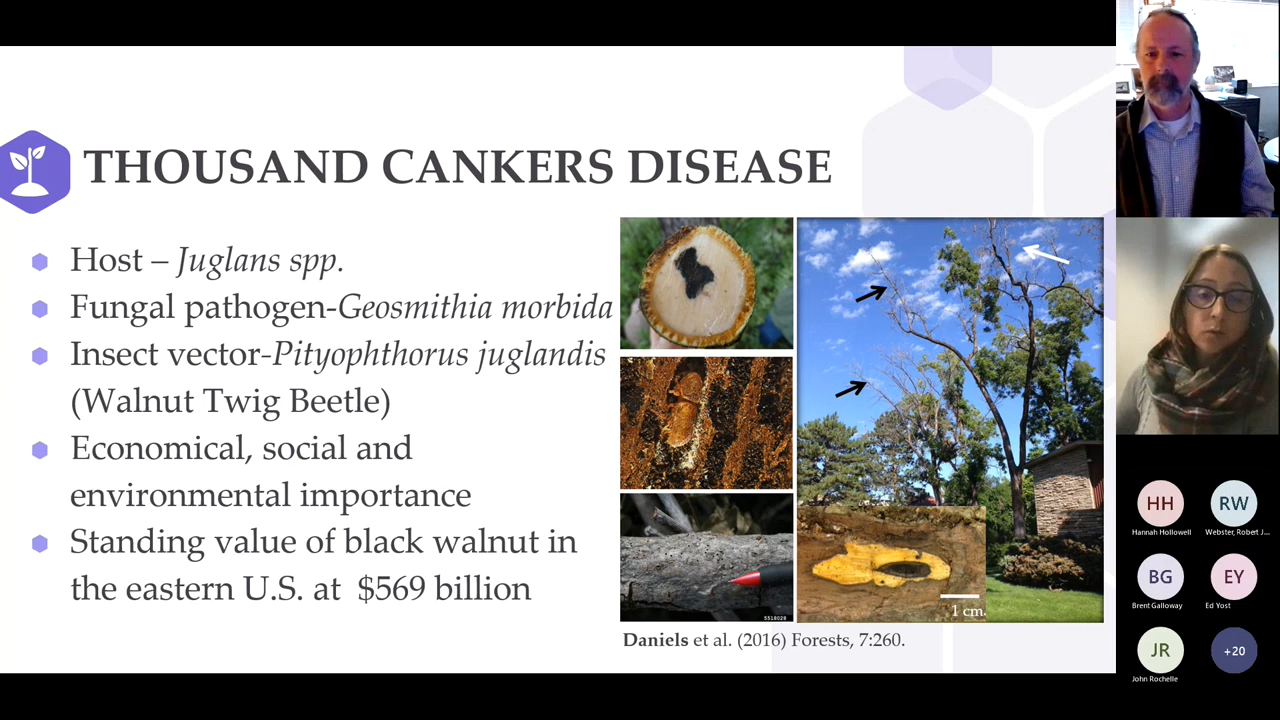 THOUSAND CANKERS DISEASE
Host – Juglans spp.
Fungal pathogen-Geosmithia morbida
Insect vector-Pityophthorus juglandis
(Walnut Twig Beetle)
Economical, social and
environmental importance
Standing value of black walnut in
the eastern U.S. at $569 billion
5518028
1 cm.
Daniels et al. (2016) Forests, 7:260.
HH
RW
Hannah Hollowell
Webster, Robert J...
BG
EY
Brent Galloway
Ed Yost
JR
+20
John Rochelle